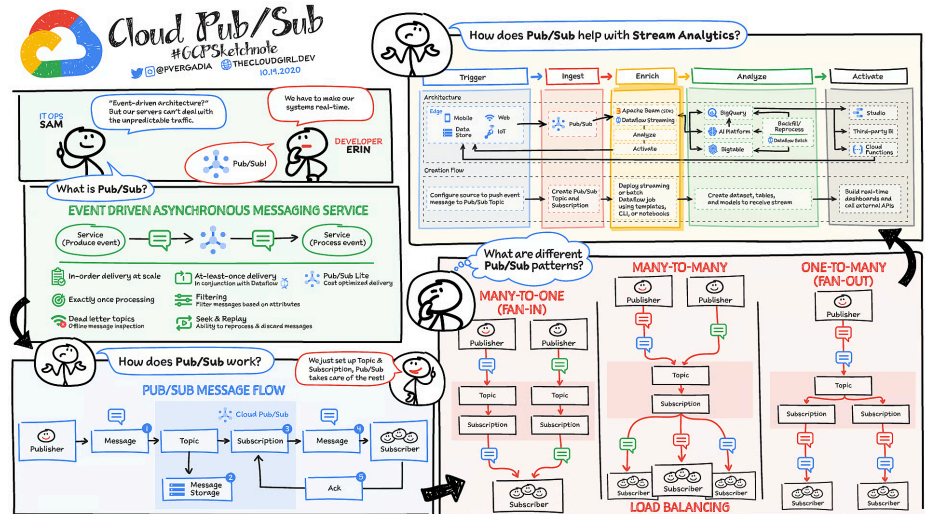 Cloud Pub/Sub
#GCPSketchnote
@PVERGADIA THECLOUDGIRL.DEV
10.19.2020
IT OPS
SAM
"Event-driven architecture?"
But our servers can't deal with
the unpredictable traffic.
We have to make our
systems real-time.
Pub/Sub!
DEVELOPER
ERIN
What is Pub/Sub?
EVENT DRIVEN ASYNCHRONOUS MESSAGING SERVICE
Service
(Produce event)
Service
(Process event)
In-order delivery at scale
At-least-once delivery
In conjunction with Dataflow
Pub/Sub Lite
Cost optimized delivery
Exactly once processing
Filtering
Filter messages based on attributes
Dead letter topics
Offline message inspection
Seek & Replay
Ability to reprocess & discard messages
How does Pub/Sub work?
We just set up Topic &
Subscription, Pub/Sub
takes care of the rest!
PUB/SUB MESSAGE FLOW
Cloud Pub/Sub
Publisher
Message
1
Topic
Subscription
3
Message
4
Subscriber
Message
Storage
2
Ack
5
How does Pub/Sub help with Stream Analytics?
Trigger
Ingest
Enrich
Analyze
Activate
Architecture
Edge
Mobile
Web
Data
Store
IoT
Pub/Sub
Apache Beam (SDK)
Dataflow Streaming
Analyze
Activate
BigQuery
AI Platform
Bigtable
Backfill/
Reprocess
Dataflow Batch
Studio
Third-party BI
Cloud
Functions
Creation Flow
Configure source to push event
message to Pub/Sub Topic
Create Pub/Sub
Topic and
Subscription
Deploy streaming
or batch
Dataflow job
using templates,
CLI, or notebooks
Create dataset, tables,
and models to receive stream
Build real-time
dashboards and
call external APIs
What are different
Pub/Sub patterns?
MANY-TO-ONE
(FAN-IN)
Publisher
Publisher
Topic
Topic
Subscription
Subscription
Subscriber
MANY-TO-MANY
Publisher
Publisher
Topic
Subscription
Subscriber
Subscriber
Subscriber
LOAD BALANCING
ONE-TO-MANY
(FAN-OUT)
Publisher
Topic
Subscription
Subscription
Subscriber
Subscriber